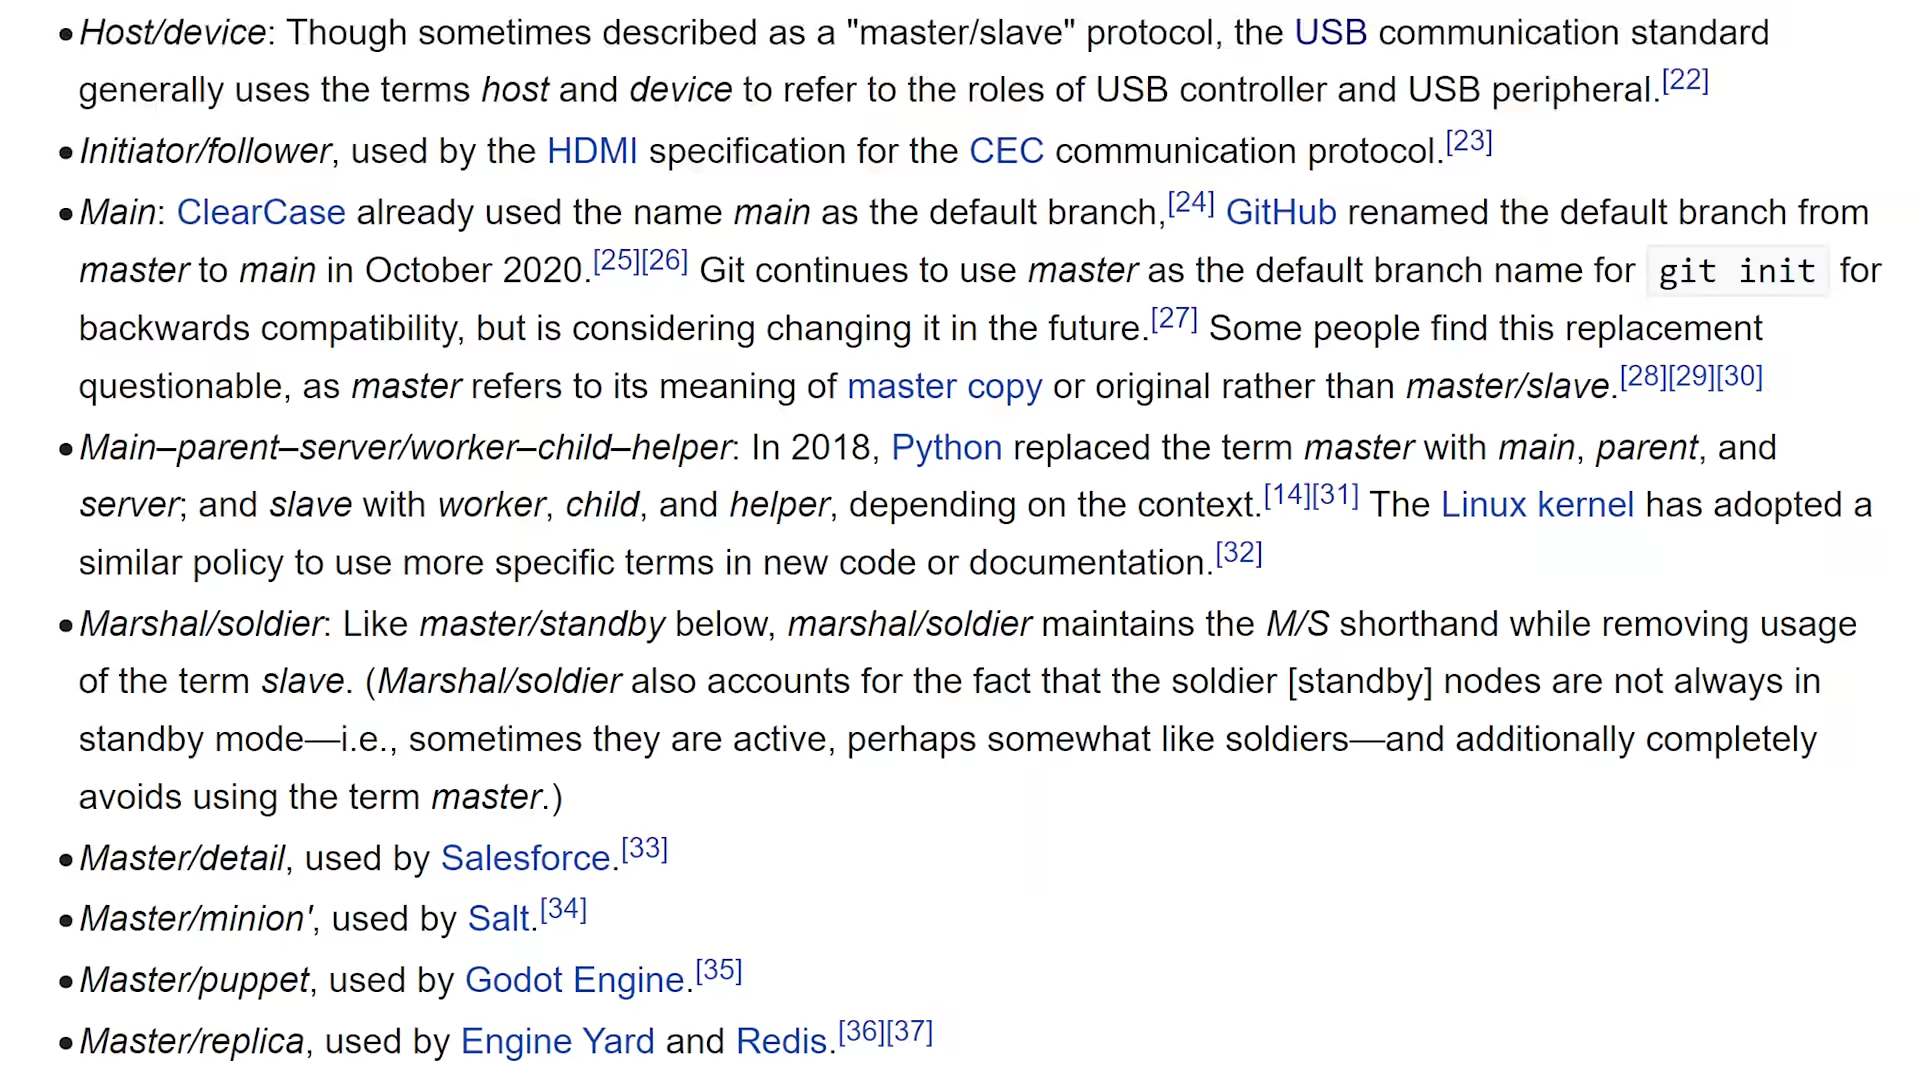 • Host/device: Though sometimes described as a "master/slave" protocol, the USB communication standard
generally uses the terms host and device to refer to the roles of USB controller and USB peripheral.[22]
• Initiator/follower, used by the HDMI specification for the CEC communication protocol.[23]
• Main: ClearCase already used the name main as the default branch,[24] GitHub renamed the default branch from
master to main in October 2020.[25][26] Git continues to use master as the default branch name for git init for
backwards compatibility, but is considering changing it in the future.[27] Some people find this replacement
questionable, as master refers to its meaning of master copy or original rather than master/slave.[28][29][30]
• Main–parent–server/worker–child–helper: In 2018, Python replaced the term master with main, parent, and
server; and slave with worker, child, and helper, depending on the context.[14][31] The Linux kernel has adopted a
similar policy to use more specific terms in new code or documentation.[32]
• Marshal/soldier: Like master/standby below, marshal/soldier maintains the M/S shorthand while removing usage
of the term slave. (Marshal/soldier also accounts for the fact that the soldier [standby] nodes are not always in
standby mode—i.e., sometimes they are active, perhaps somewhat like soldiers—and additionally completely
avoids using the term master.)
• Master/detail, used by Salesforce.[33]
• Master/minion', used by Salt.[34]
• Master/puppet, used by Godot Engine.[35]
• Master/replica, used by Engine Yard and Redis.[36][37]